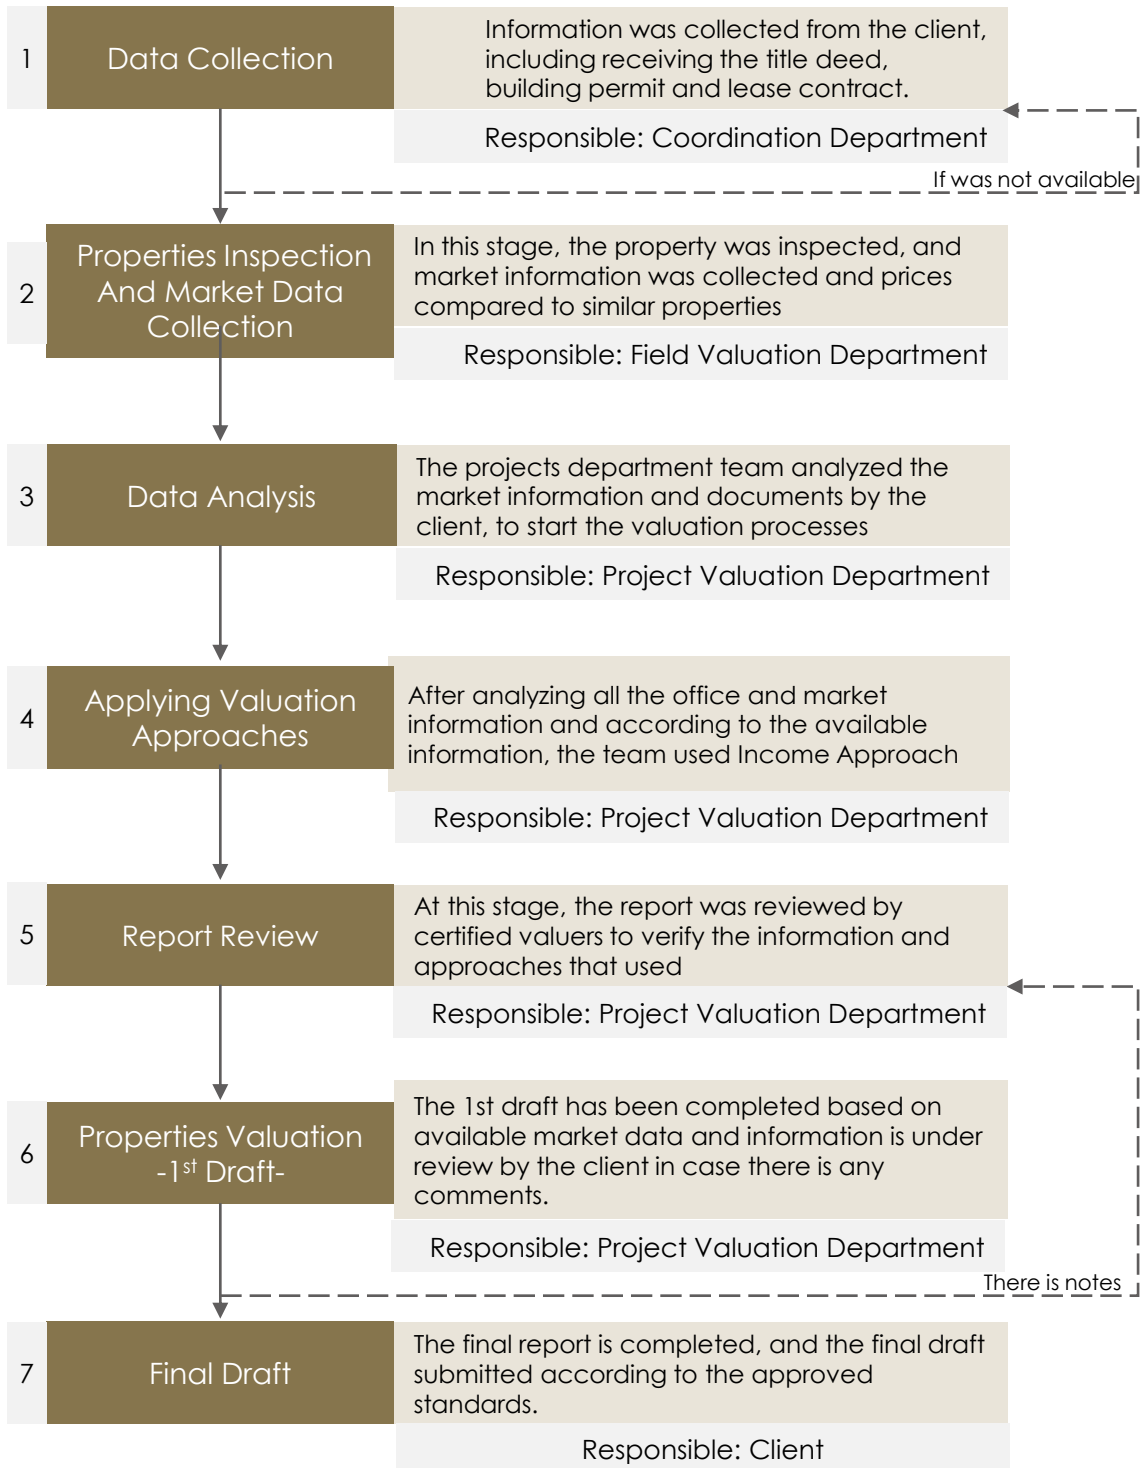 1
Data Collection
Information was collected from the client,
including receiving the title deed,
building permit and lease contract.
Responsible: Coordination Department
If was not available
2
Properties Inspection
And Market Data
Collection
In this stage, the property was inspected, and
market information was collected and prices
compared to similar properties
Responsible: Field Valuation Department
3
Data Analysis
The projects department team analyzed the
market information and documents by the
client, to start the valuation processes
Responsible: Project Valuation Department
4
Applying Valuation
Approaches
After analyzing all the office and market
information and according to the available
information, the team used Income Approach
Responsible: Project Valuation Department
5
Report Review
At this stage, the report was reviewed by
certified valuers to verify the information and
approaches that used
Responsible: Project Valuation Department
6
Properties Valuation
-1st Draft-
The 1st draft has been completed based on
available market data and information is under
review by the client in case there is any
comments.
Responsible: Project Valuation Department
There is notes
7
Final Draft
The final report is completed, and the final draft
submitted according to the approved
standards.
Responsible: Client